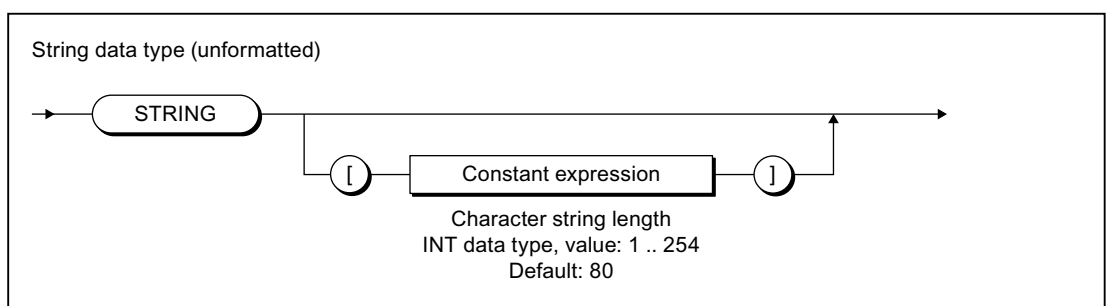 String data type (unformatted)
STRING
[ Constant expression ]
Character string length
INT data type, value: 1 .. 254
Default: 80